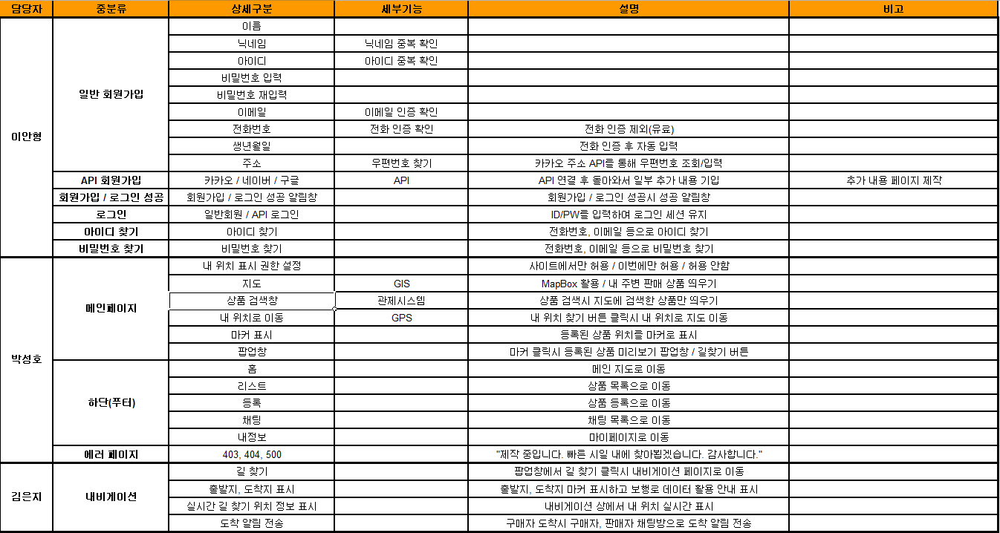 담당자 중분류 상세구분 세부기능 설명 비고
이름
닉네임 닉네임 중복 확인
아이디 아이디 중복 확인
비밀번호 입력
일반 회원가입
비밀번호 재입력
이메일 이메일 인증 확인
전화번호 전화 인증 확인 전화 인증 제외(유료)
이안형
생년월일 전화 인증 후 자동 입력
주소 우편번호 찾기 카카오 주소 API를 통해 우편번호 조회/입력
API 회원가입 카카오 / 네이버 / 구글 API API 연결 후 돌아와서 일부 추가 내용 기입 추가 내용 페이지 제작
회원가입 / 로그인 성공 회원가입 / 로그인 성공 알림창 회원가입 / 로그인 성공시 성공 알림창
로그인 일반회원 / API 로그인 ID/PW를 입력하여 로그인 세션 유지
아이디 찾기 아이디 찾기 전화번호, 이메일 등으로 아이디 찾기
비밀번호 찾기 비밀번호 찾기 전화번호, 이메일 등으로 비밀번호 찾기
내 위치 표시 권한 설정 사이트에서만 허용 / 이번에만 허용 / 허용 안함
지도 GIS MapBox 활용 / 내 주변 판매 상품 띄우기
상품 검색창 관제시스템 상품 검색시 지도에 검색한 상품만 띄우기
메인페이지
내 위치로 이동 GPS 내 위치 찾기 버튼 클릭시 내 위치로 지도 이동
마커 표시 등록된 상품 위치를 마커로 표시
팝업창 마커 클릭시 등록된 상품 미리보기 팝업창 / 길찾기 버튼
박성호
홈 메인 지도로 이동
리스트 상품 목록으로 이동
하단(푸터) 등록 상품 등록으로 이동
채팅 채팅 목록으로 이동
내정보 마이페이지로 이동
에러 페이지 403, 404, 500 "제작 중입니다. 빠른 시일 내에 찾아뵙겠습니다. 감사합니다."
길 찾기 팝업창에서 길 찾기 클릭시 내비게이션 페이지로 이동
출발지, 도착지 표시 출발지, 도착지 마커 표시하고 보행로 데이터 활용 안내 표시
김은지 내비게이션
실시간 길 찾기 위치 정보 표시 내비게이션 상에서 내 위치 실시간 표시
도착 알림 전송 구매자 도착시 구매자, 판매자 채팅방으로 도착 알림 전송